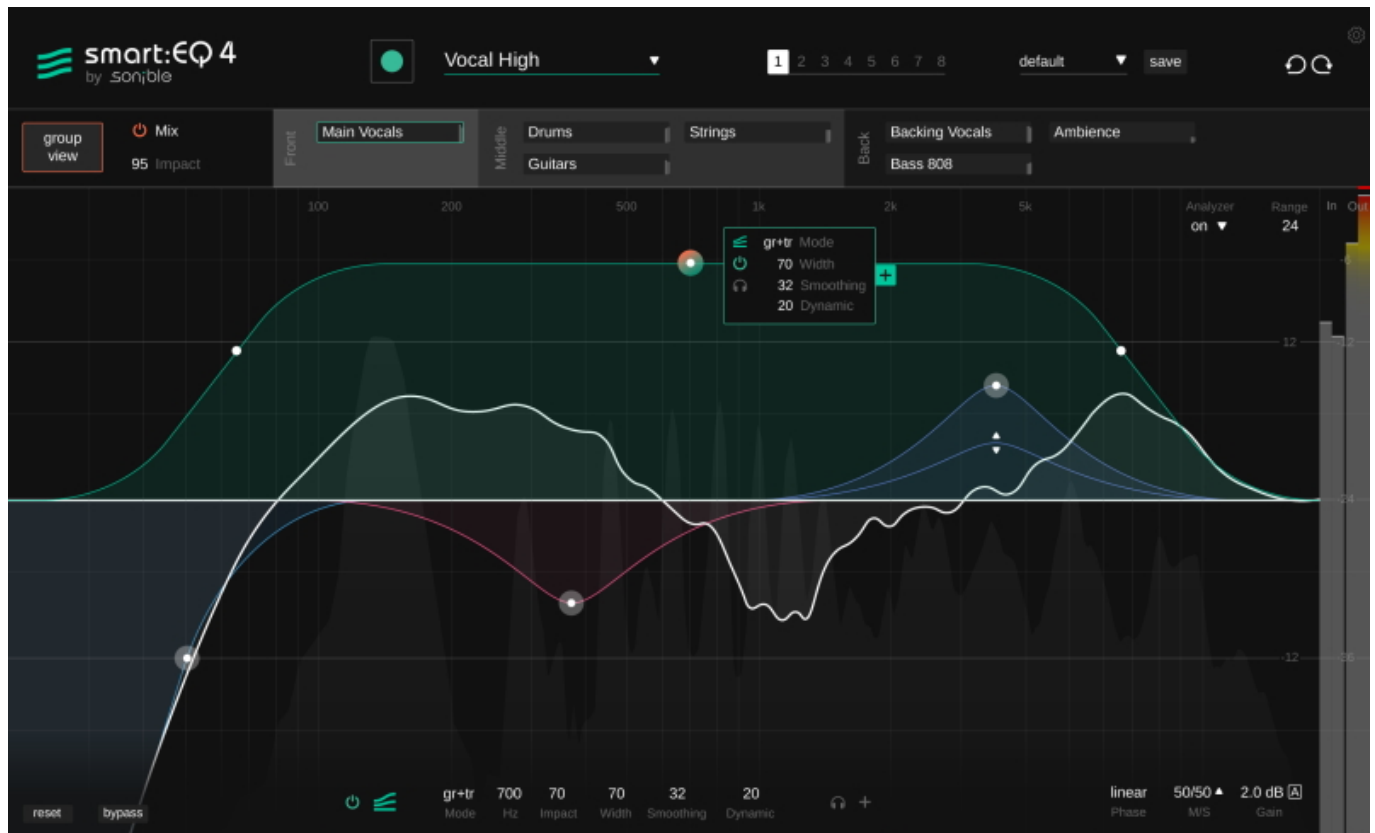 smart:EQ 4
by sonible
Vocal High
1 2 3 4 5 6 7 8
default
save
group
view
Mix
95 Impact
Front
Main Vocals
Middle
Drums
Strings
Guitars
Back
Backing Vocals
Ambience
Bass 808
100 200 500 1k 2k 5k
Analyzer
on
Range
24
In Out
gr+tr Mode
70 Width
32 Smoothing
20 Dynamic
-6
12 -12
-24
-12 -36
reset
bypass
gr+tr 700 70 70 32 20
Mode Hz Impact Width Smoothing Dynamic
linear 50/50 2.0 dB A
Phase M/S Gain